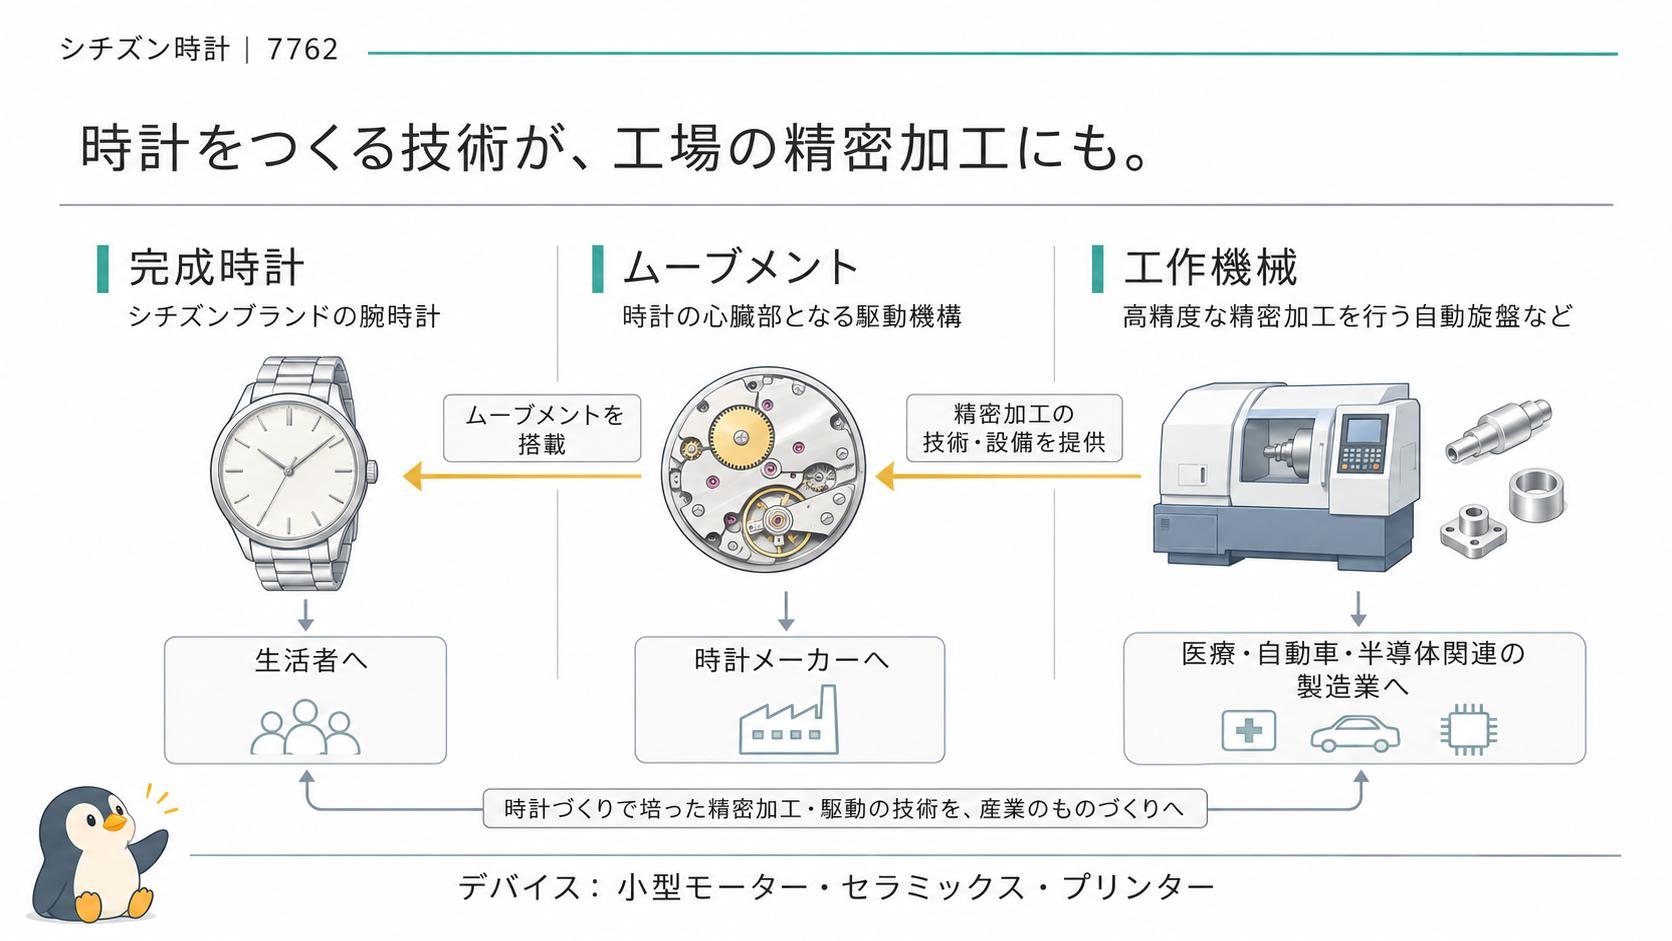 シチズン時計 | 7762
時計をつくる技術が、工場の精密加工にも。
完成時計
シチズンブランドの腕時計
ムーブメント
時計の心臓部となる駆動機構
工作機械
高精度な精密加工を行う自動旋盤など
ムーブメントを
搭載
精密加工の
技術・設備を提供
生活者へ
時計メーカーへ
医療・自動車・半導体関連の
製造業へ
時計づくりで培った精密加工・駆動の技術を、産業のものづくりへ
デバイス：小型モーター・セラミックス・プリンター